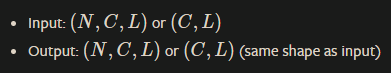 • Input: (N, C, L) or (C, L)
• Output: (N, C, L) or (C, L) (same shape as input)